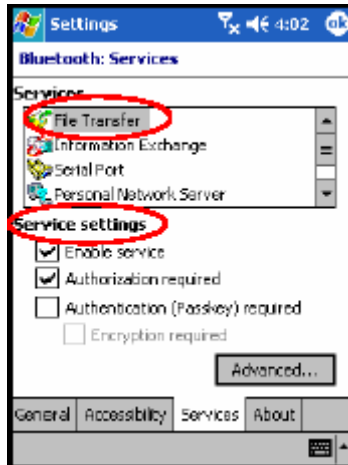 Settings 4:02 ok
Bluetooth: Services
Services
File Transfer
Information Exchange
Serial Port
Personal Network Server
Service settings
Enable service
Authorization required
Authentication (Passkey) required
Encryption required
Advanced...
General Accessibility Services About